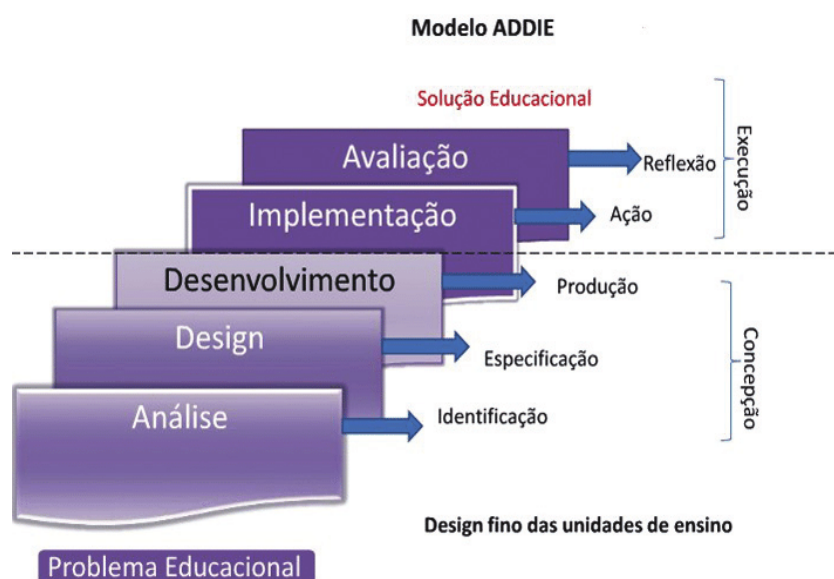 Modelo ADDIE
Solução Educacional
Avaliação
Reflexão
Execução
Implementação
Ação
Desenvolvimento
Produção
Design
Especificação
Concepção
Análise
Identificação
Design fino das unidades de ensino
Problema Educacional